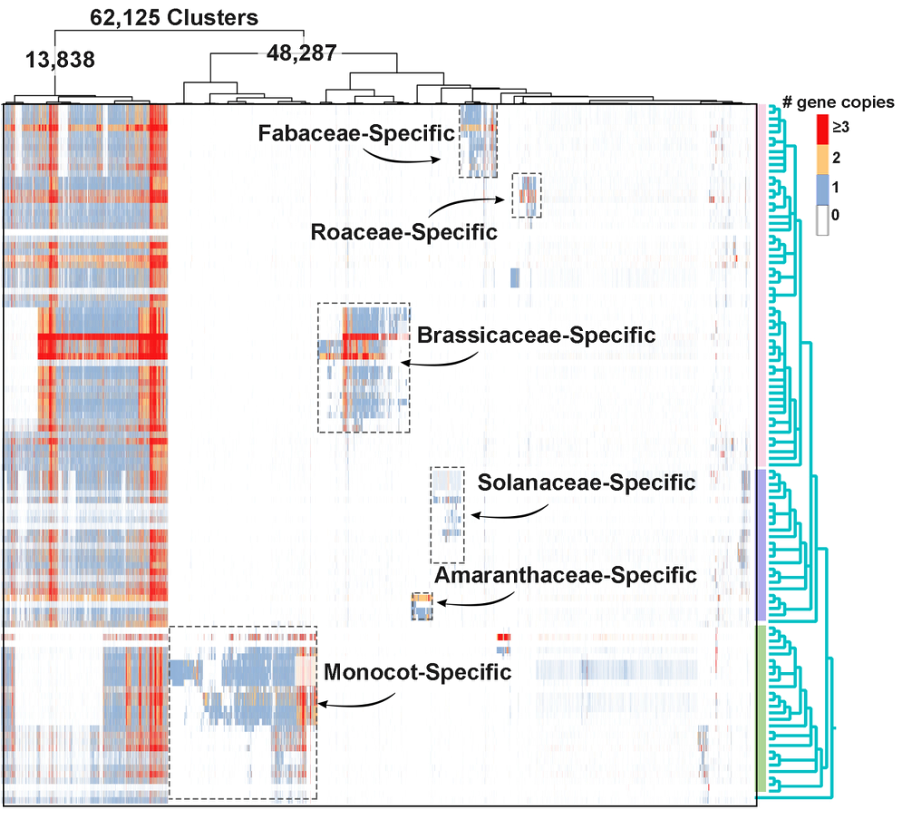 62,125 Clusters
13,838
48,287
# gene copies
≥3
2
1
0
Fabaceae-Specific
Roaceae-Specific
Brassicaceae-Specific
Solanaceae-Specific
Amaranthaceae-Specific
Monocot-Specific